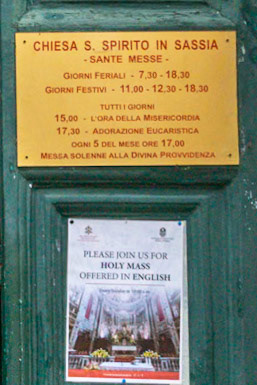 CHIESA S. SPIRITO IN SASSIA
- SANTE MESSE -
GIORNI FERIALI - 7,30 - 18,30
GIORNI FESTIVI - 11,00 - 12,30 - 18,30
TUTTI I GIORNI
15,00 - L'ORA DELLA MISERICORDIA
17,30 - ADORAZIONE EUCARISTICA
OGNI 5 DEL MESE ORE 17,00
MESSA SOLENNE ALLA DIVINA PROVVIDENZA
PLEASE JOIN US FOR
HOLY MASS
OFFERED IN ENGLISH